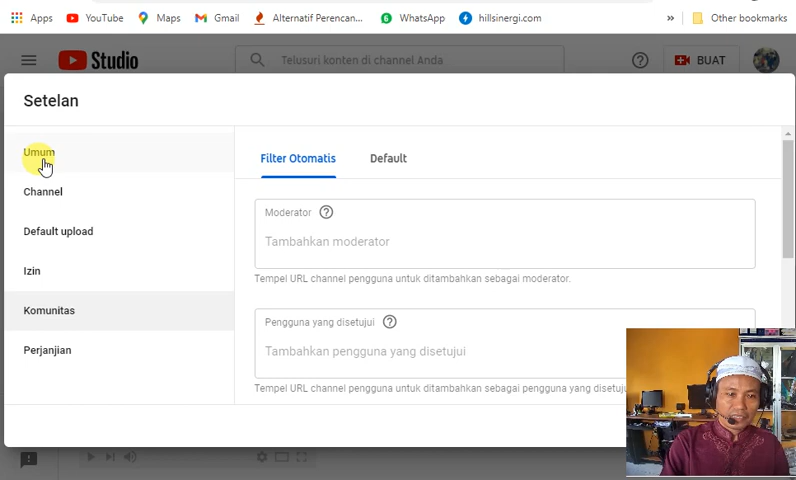 Apps YouTube Maps Gmail Alternatif Perencan... 6 WhatsApp hillsinergi.com » Other bookmarks
Studio Telusuri konten di channel Anda BUAT
Setelan
Umum
Channel
Default upload
Izin
Komunitas
Perjanjian
Filter Otomatis Default
Moderator
Tambahkan moderator
Tempel URL channel pengguna untuk ditambahkan sebagai moderator.
Pengguna yang disetujui
Tambahkan pengguna yang disetujui
Tempel URL channel pengguna untuk ditambahkan sebagai pengguna yang